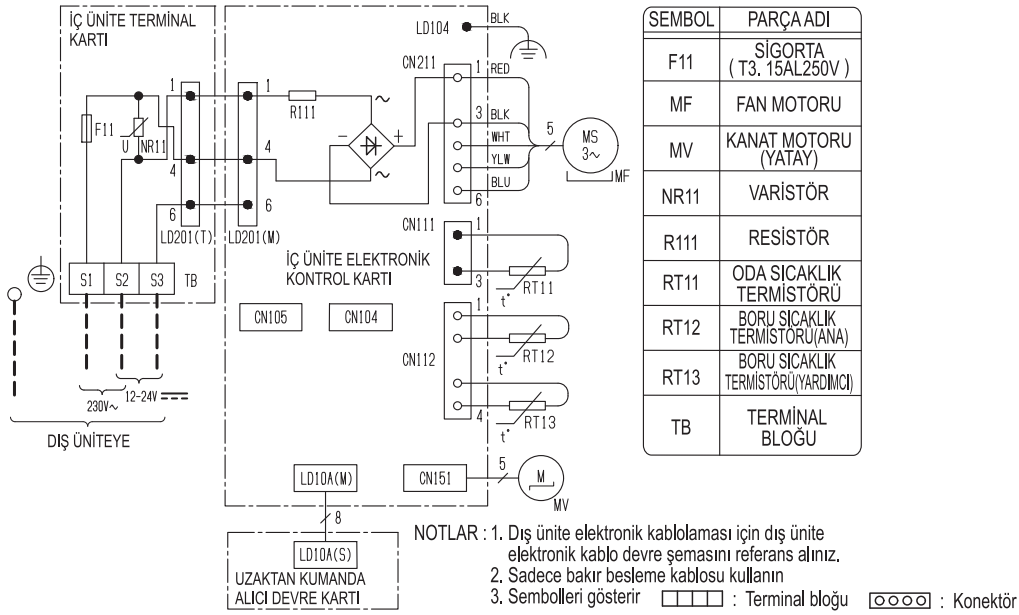 İÇ ÜNİTE TERMİNAL
KARTI
F11
U
NR11
1
4
6
LD201(T)
1
4
6
LD201(M)
S1
S2
S3
TB
230V~
12-24V
DIŞ ÜNİTEYE
LD104
BLK
CN211
1
RED
3
BLK
WHT
YLW
BLU
6
5
MS
3~
MF
R111
~
~
−
+
İÇ ÜNİTE ELEKTRONİK
KONTROL KARTI
CN105
CN104
CN111
1
3
t°
RT11
CN112
1
4
t°
RT12
t°
RT13
LD10A(M)
CN151
5
M
MV
8
LD10A(S)
UZAKTAN KUMANDA
ALICI DEVRE KARTI
SEMBOL PARÇA ADI
F11 SİGORTA
( T3. 15AL250V )
MF FAN MOTORU
MV KANAT MOTORU
(YATAY)
NR11 VARİSTÖR
R111 RESİSTÖR
RT11 ODA SICAKLIK
TERMİSTÖRÜ
RT12 BORU SICAKLIK
TERMİSTÖRÜ(ANA)
RT13 BORU SICAKLIK
TERMİSTÖRÜ(YARDIMCI)
TB TERMİNAL
BLOĞU
NOTLAR : 1. Dış ünite elektronik kablolaması için dış ünite
elektronik kablo devre şemasını referans alınız.
2. Sadece bakır besleme kablosu kullanın
3. Sembolleri gösterir : Terminal bloğu : Konektör